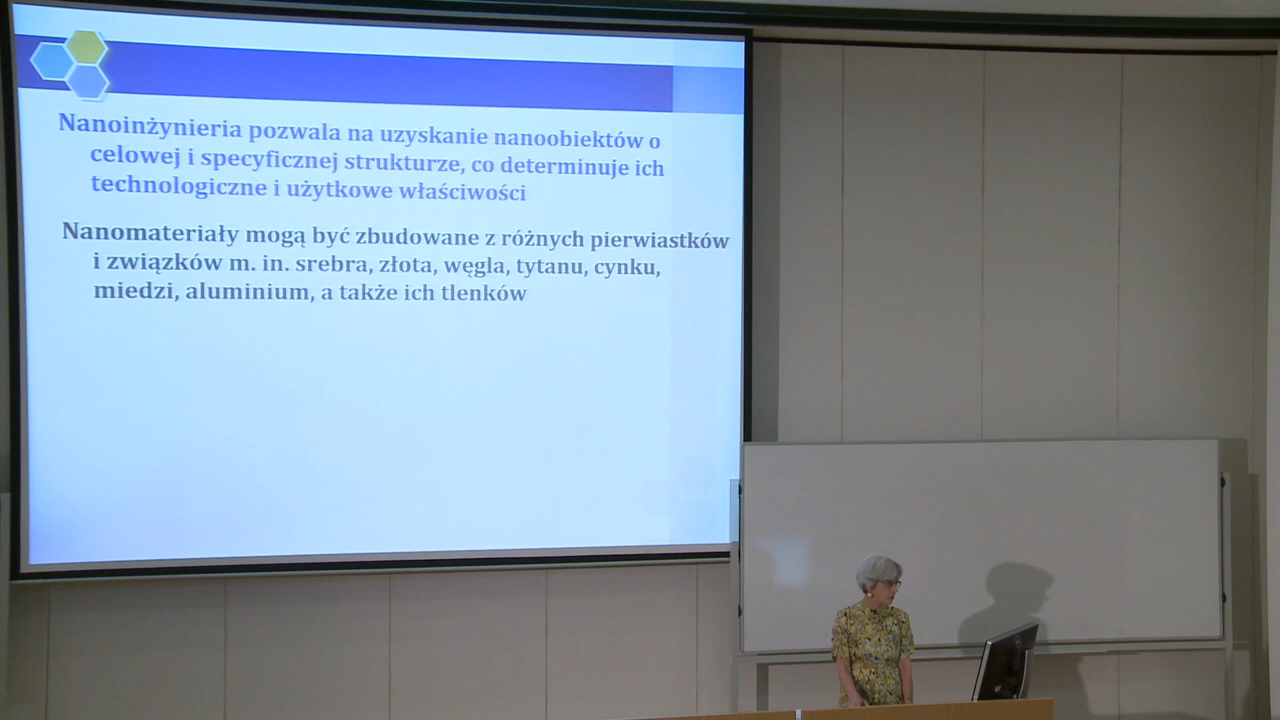 Nanoinżynieria pozwala na uzyskanie nanoobiektów o
celowej i specyficznej strukturze, co determinuje ich
technologiczne i użytkowe właściwości
Nanomateriały mogą być zbudowane z różnych pierwiastków
i związków m. in. srebra, złota, węgla, tytanu, cynku,
miedzi, aluminium, a także ich tlenków